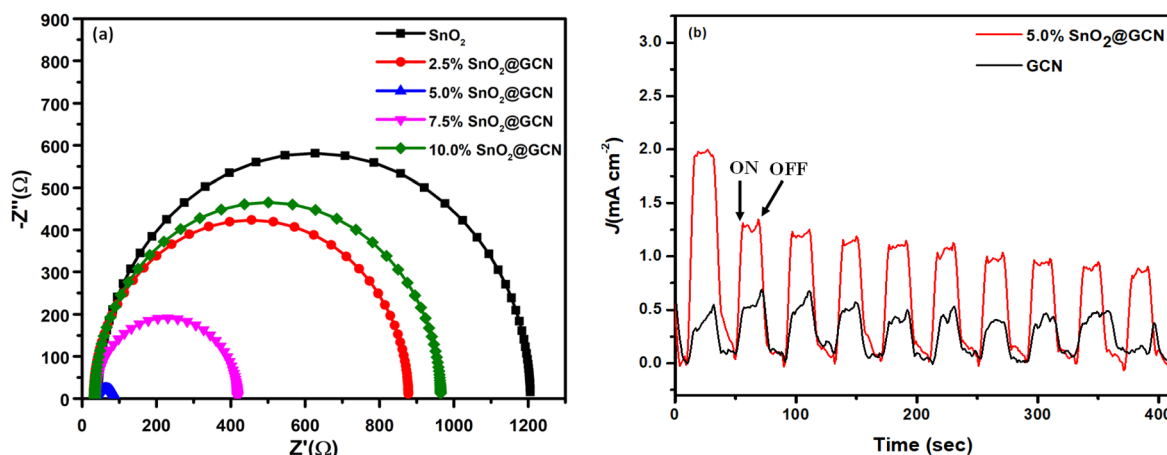 (a)
SnO₂
2.5% SnO₂@GCN
5.0% SnO₂@GCN
7.5% SnO₂@GCN
10.0% SnO₂@GCN
900
800
700
600
500
400
300
200
100
0
-Z"(Ω)
0 200 400 600 800 1000 1200
Z'(Ω)
(b)
5.0% SnO₂@GCN
GCN
ON
OFF
3.0
2.5
2.0
1.5
1.0
0.5
0.0
J(mA cm⁻²)
0 100 200 300 400
Time (sec)